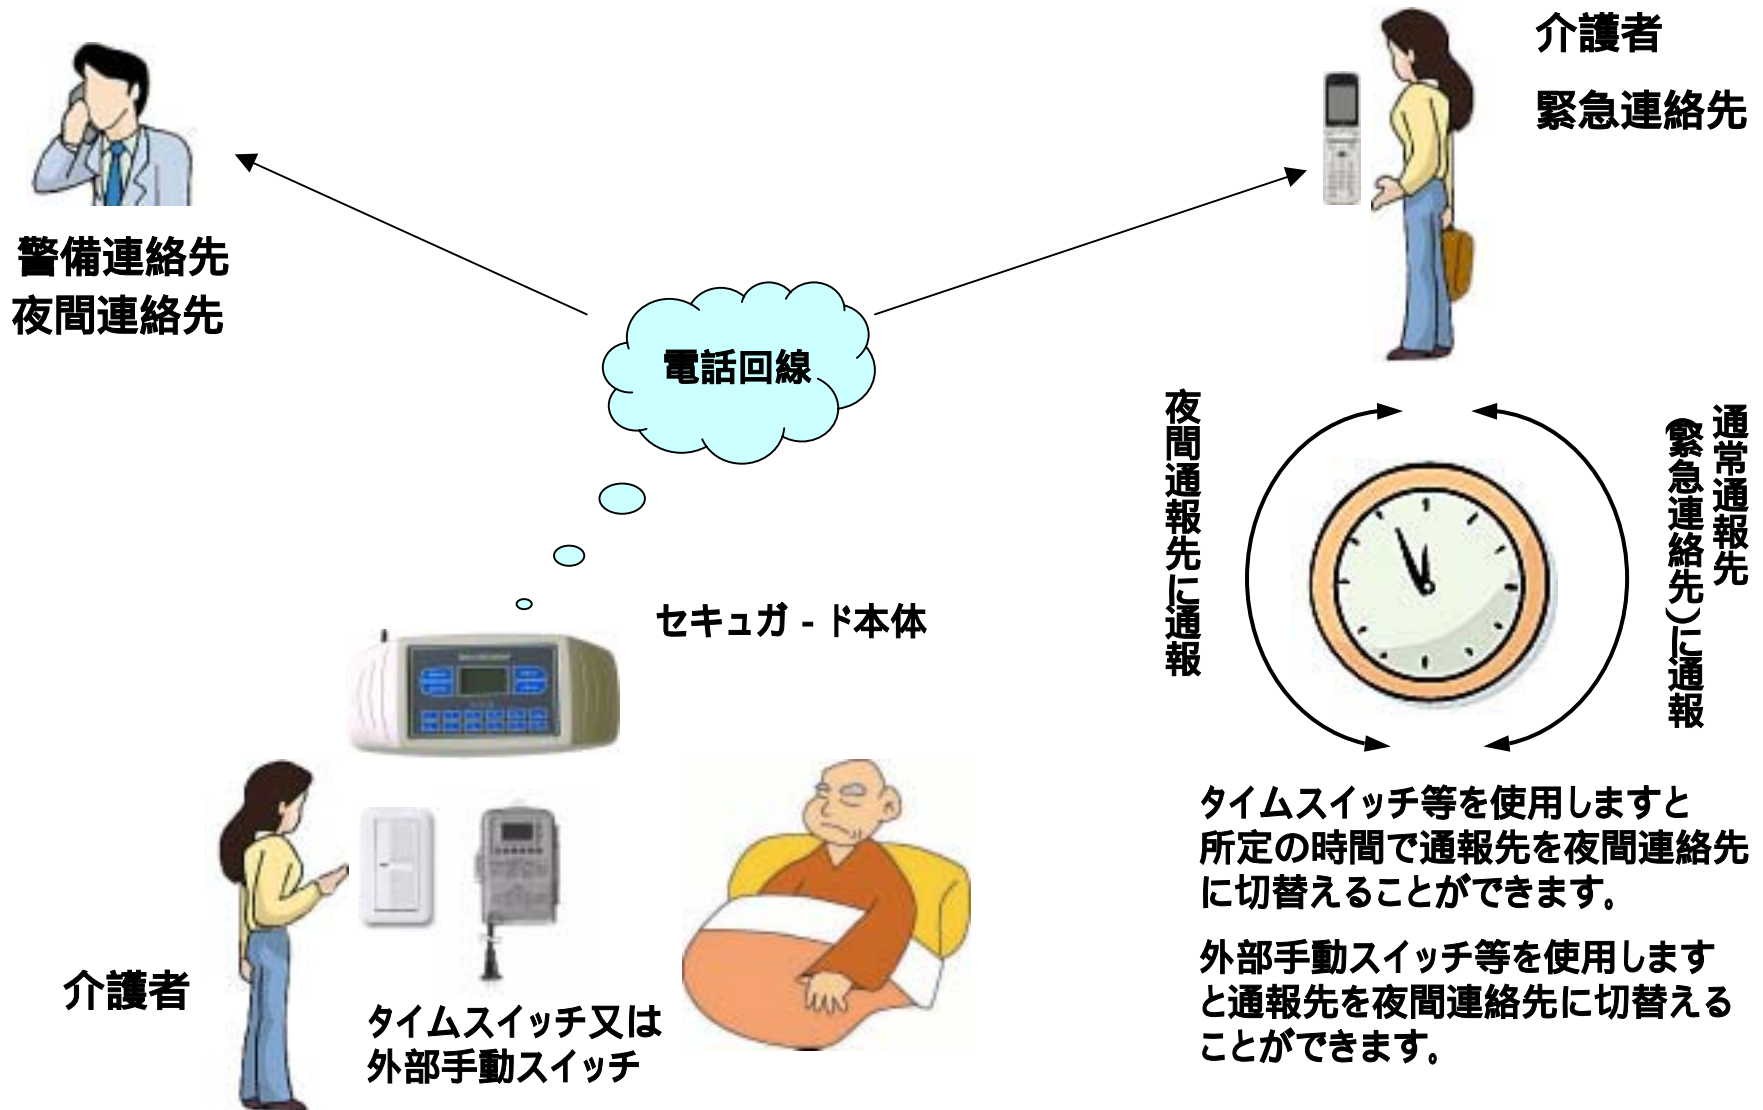 介護者
緊急連絡先
警備連絡先
夜間連絡先
電話回線
夜間通報先に通報
通常通報先
(緊急連絡先)に通報
セキュガ-ド本体
タイムスイッチ等を使用しますと
所定の時間で通報先を夜間連絡先
に切替えることができます。
外部手動スイッチ等を使用します
と通報先を夜間連絡先に切替える
ことができます。
介護者
タイムスイッチ又は
外部手動スイッチ